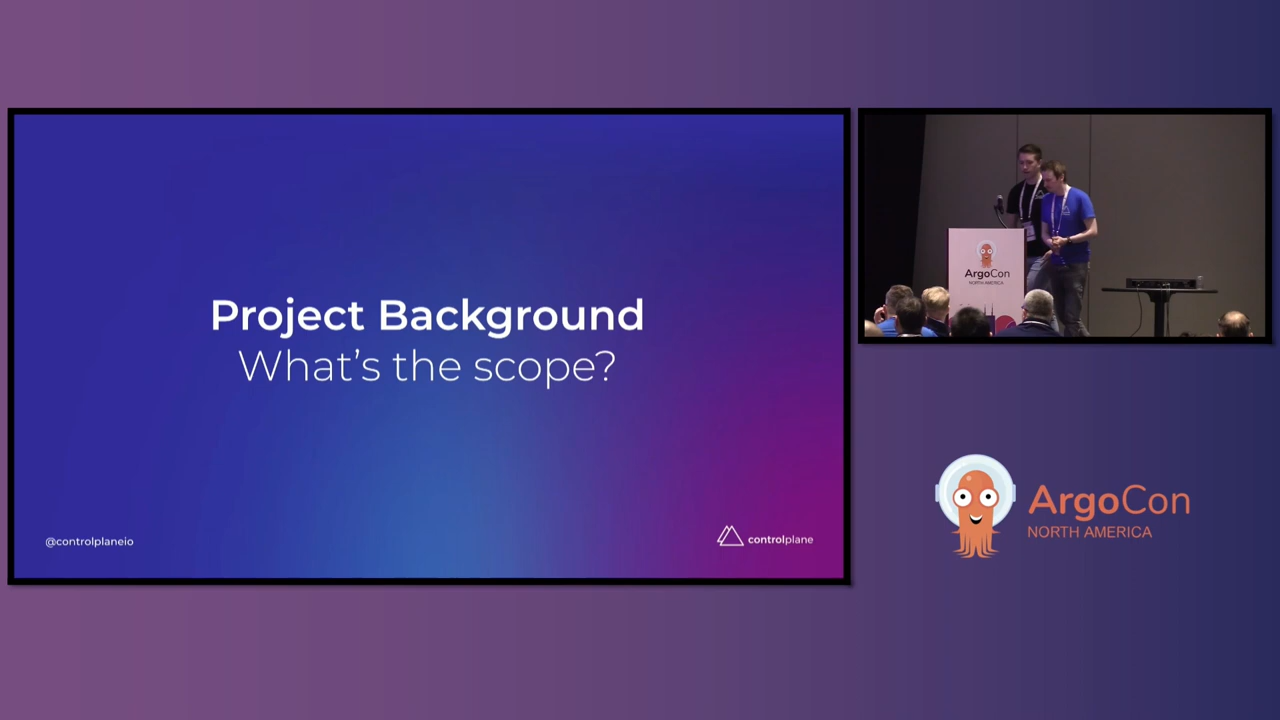 Project Background
What's the scope?
@controlplaneio
controlplane
ArgoCon
NORTH AMERICA
ArgoCon
NORTH AMERICA